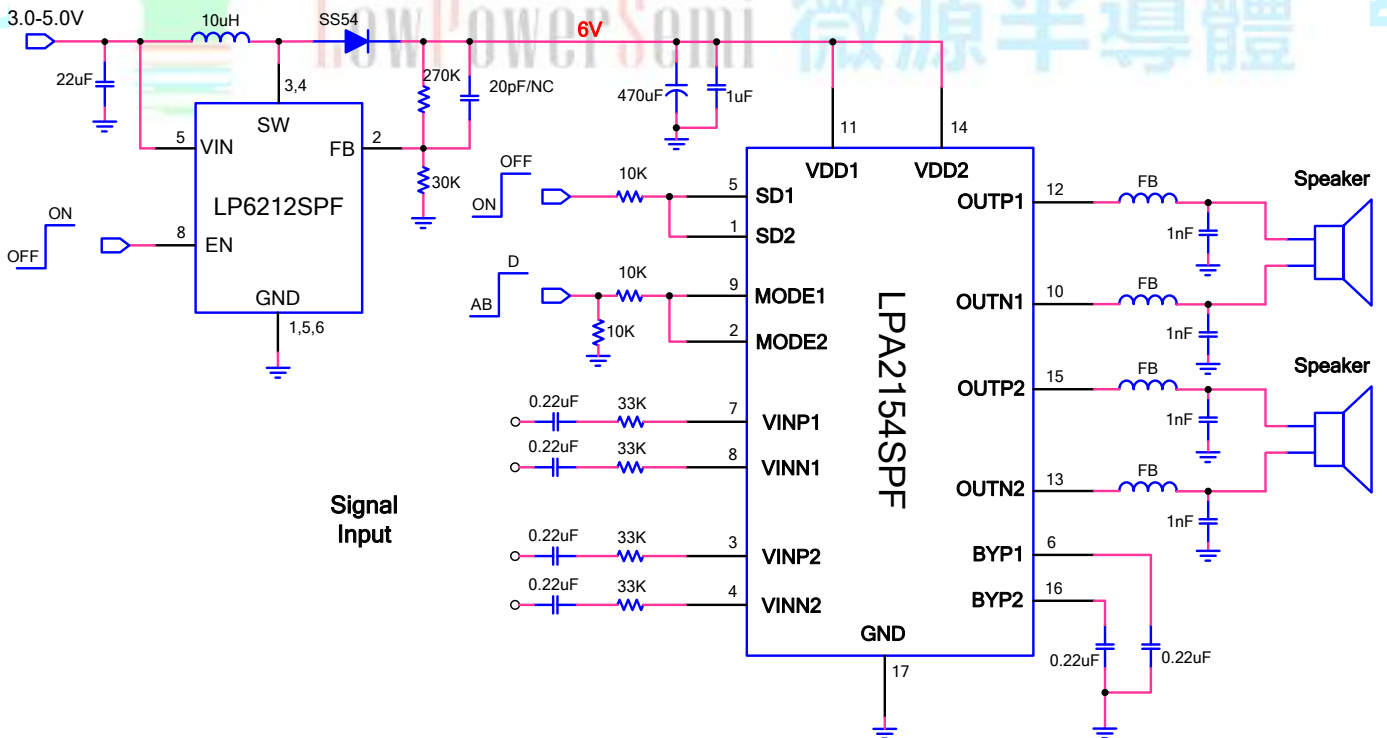 LowPowerSemi 微源半導體
3.0-5.0V
10uH
SS54
6V
22uF
3,4
270K
20pF/NC
470uF
1uF
SW
5
VIN
FB
2
30K
LP6212SPF
ON
OFF
8
EN
GND
1,5,6
11
14
VDD1
VDD2
OFF
ON
10K
5
SD1
1
SD2
D
AB
10K
10K
9
MODE1
2
MODE2
LPA2154SPF
0.22uF
33K
7
VINP1
0.22uF
33K
8
VINN1
Signal
Input
0.22uF
33K
3
VINP2
0.22uF
33K
4
VINN2
OUTP1
12
FB
1nF
Speaker
OUTN1
10
FB
1nF
OUTP2
15
FB
1nF
Speaker
OUTN2
13
FB
1nF
BYP1
6
BYP2
16
0.22uF
0.22uF
GND
17